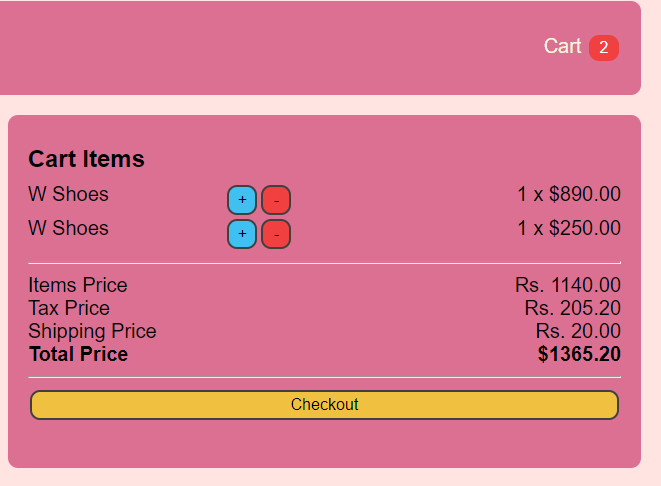 Cart 2
Cart Items
W Shoes + - 1 x $890.00
W Shoes + - 1 x $250.00
Items Price Rs. 1140.00
Tax Price Rs. 205.20
Shipping Price Rs. 20.00
Total Price $1365.20
Checkout